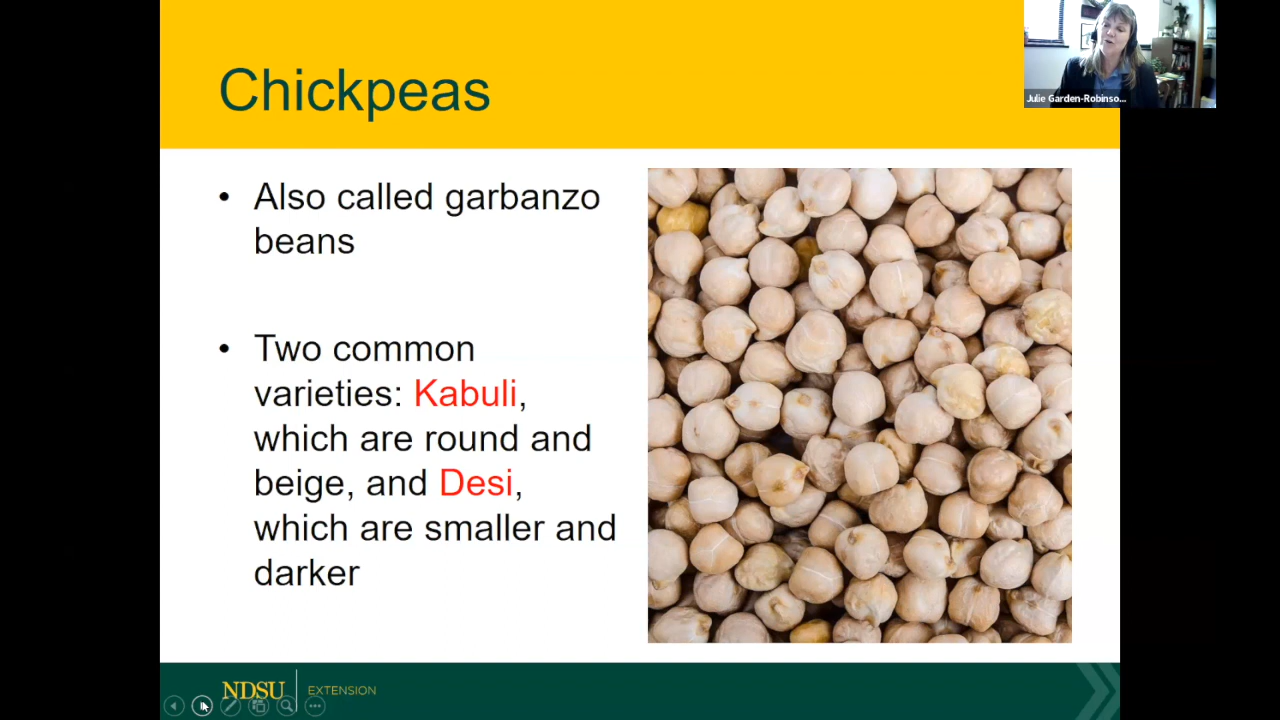 Chickpeas
Julie Garden-Robinso...
• Also called garbanzo
beans
• Two common
varieties: Kabuli,
which are round and
beige, and Desi,
which are smaller and
darker
NDSU EXTENSION